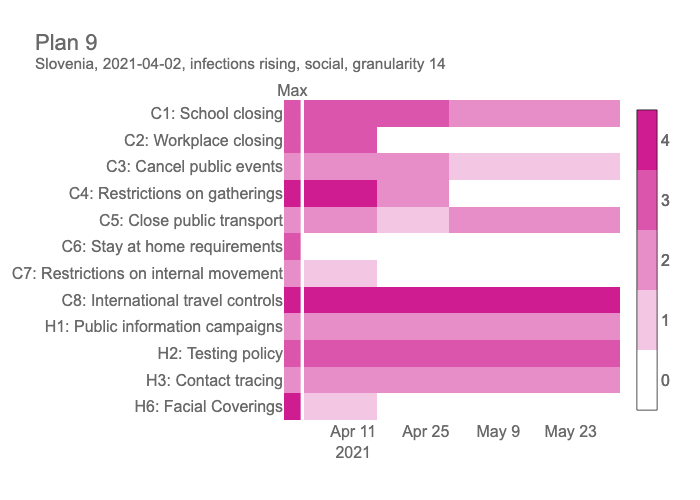 Plan 9
Slovenia, 2021-04-02, infections rising, social, granularity 14
Max
C1: School closing
C2: Workplace closing
C3: Cancel public events
C4: Restrictions on gatherings
C5: Close public transport
C6: Stay at home requirements
C7: Restrictions on internal movement
C8: International travel controls
H1: Public information campaigns
H2: Testing policy
H3: Contact tracing
H6: Facial Coverings
4
3
2
1
0
Apr 11 Apr 25 May 9 May 23
2021